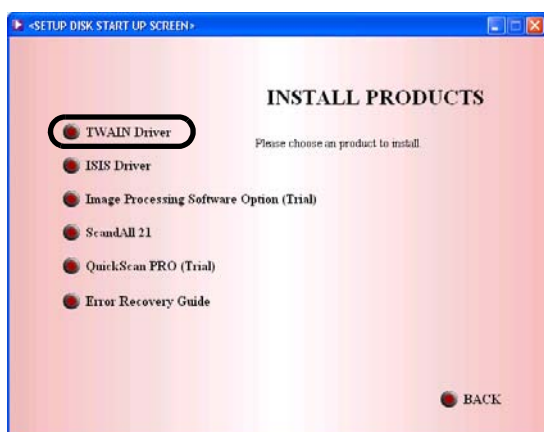 <SETUP DISK START UP SCREEN>
INSTALL PRODUCTS
TWAIN Driver
Please choose an product to install.
ISIS Driver
Image Processing Software Option (Trial)
ScandAll 21
QuickScan PRO (Trial)
Error Recovery Guide
BACK